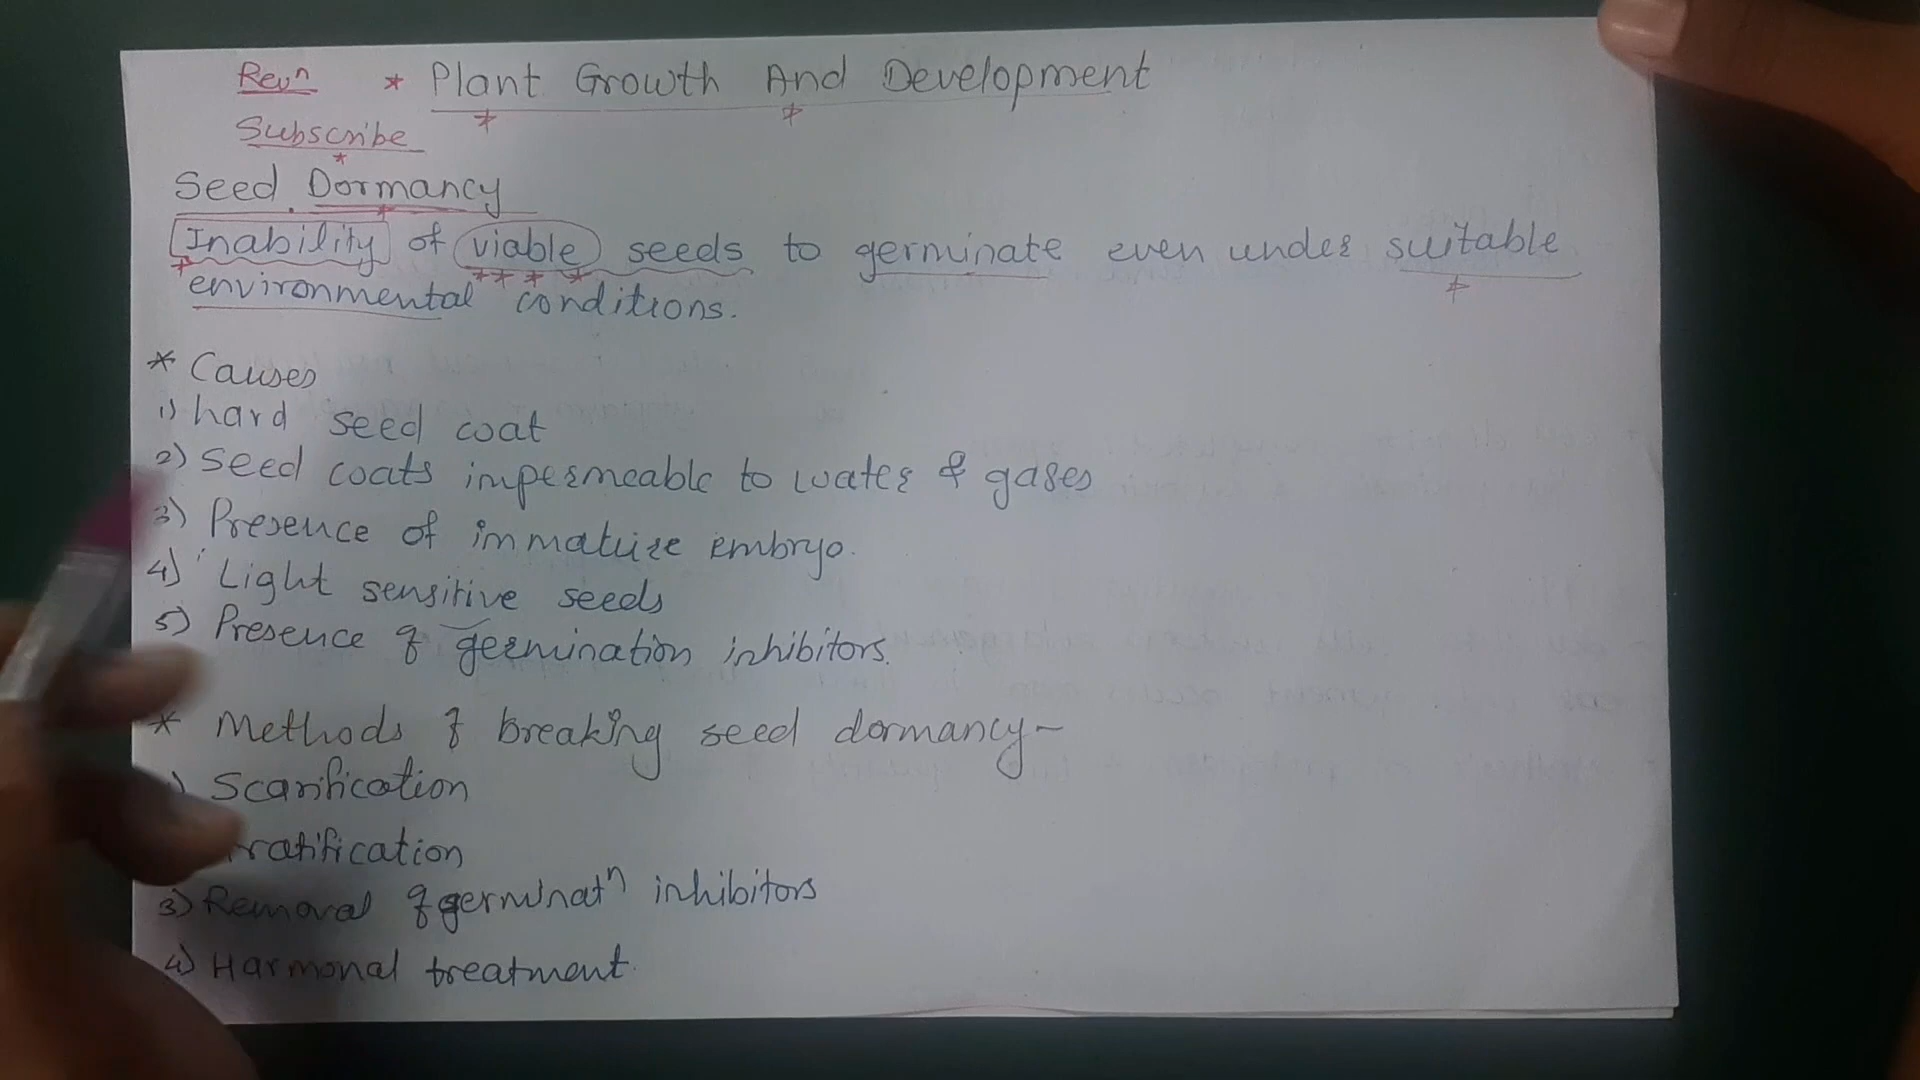 Revⁿ * Plant Growth And Development
Subscribe
Seed Dormancy
Inability of viable seeds to germinate even under suitable
environmental conditions.
* Causes
1) hard seed coat
2) Seed coats impermeable to water & gases
3) Presence of immature embryo.
4) Light sensitive seeds
5) Presence of germination inhibitors.
* Methods of breaking seed dormancy-
) Scarification
ratification
3) Removal of germinatⁿ inhibitors
4) Harmonal treatment.